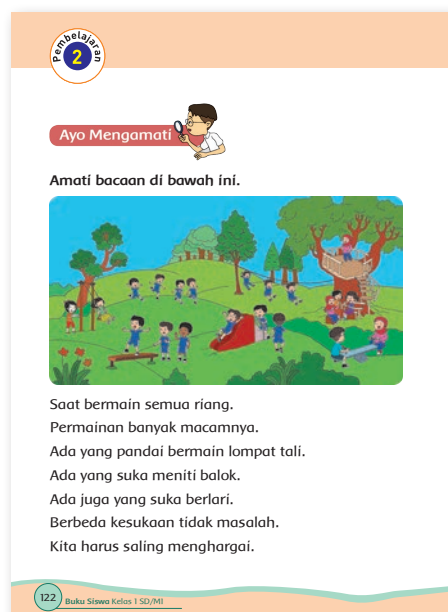 Pembelajaran
2
Ayo Mengamati
Amati bacaan di bawah ini.
Saat bermain semua riang.
Permainan banyak macamnya.
Ada yang pandai bermain lompat tali.
Ada yang suka meniti balok.
Ada juga yang suka berlari.
Berbeda kesukaan tidak masalah.
Kita harus saling menghargai.
122 Buku Siswa Kelas 1 SD/MI